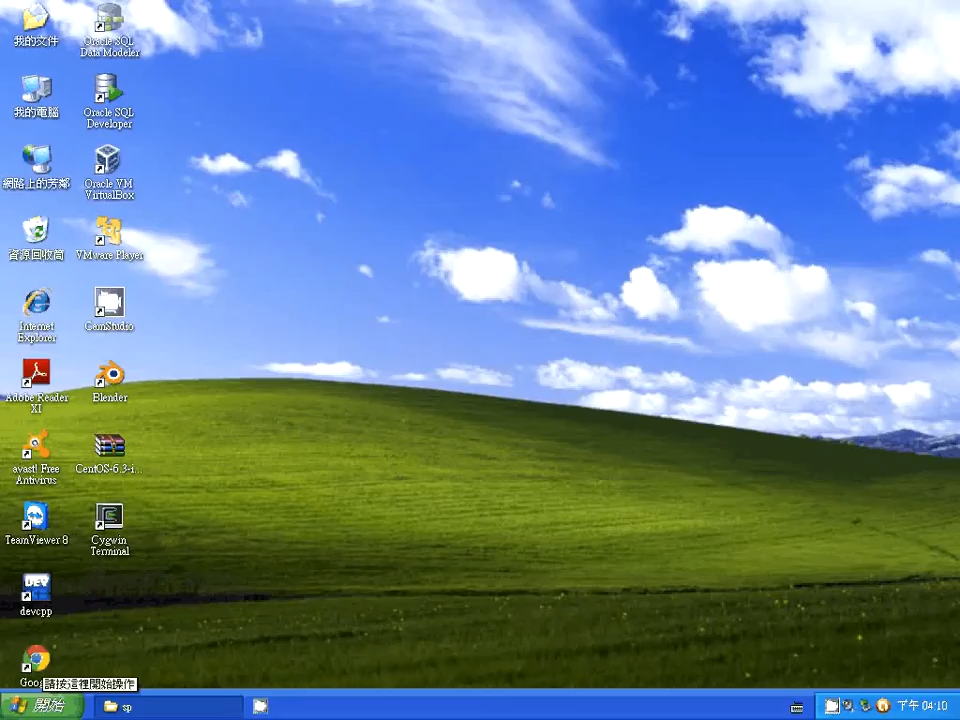 我的文件
Oracle SQL
Data Modeler
我的電腦
Oracle SQL
Developer
網路上的芳鄰
Oracle VM
VirtualBox
資源回收筒
VMware Player
Internet
Explorer
CamStudio
Adobe Reader
XI
Blender
avast! Free
Antivirus
CentOS-6.3-i...
TeamViewer 8
Cygwin
Terminal
DEV
devcpp
Goog
請按這裡開始操作
開始
sp
下午 04:10